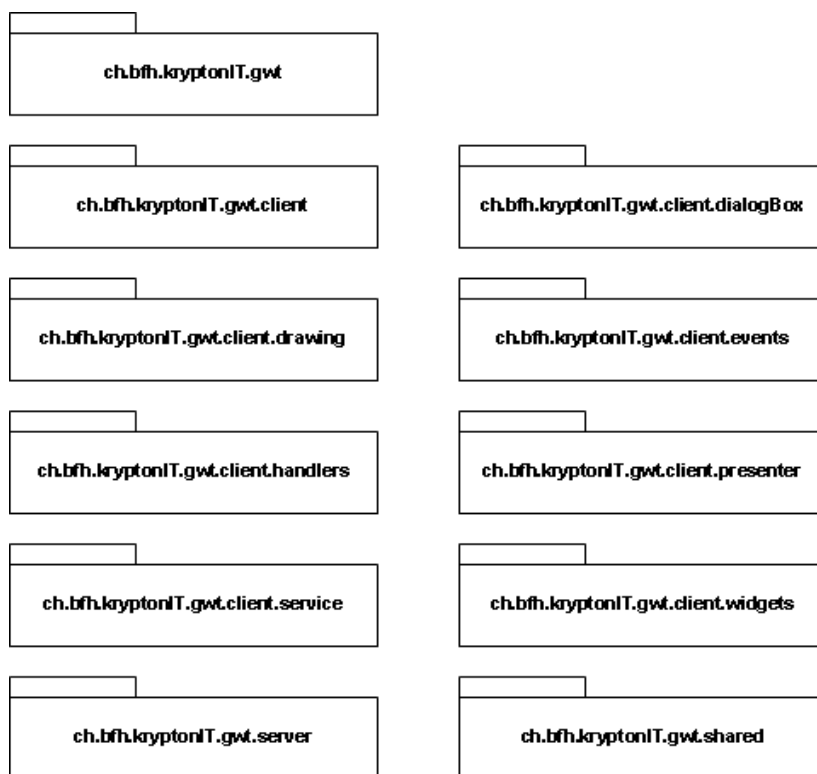 ch.bfh.kryptonIT.gwt
ch.bfh.kryptonIT.gwt.client
ch.bfh.kryptonIT.gwt.client.dialogBox
ch.bfh.kryptonIT.gwt.client.drawing
ch.bfh.kryptonIT.gwt.client.events
ch.bfh.kryptonIT.gwt.client.handlers
ch.bfh.kryptonIT.gwt.client.presenter
ch.bfh.kryptonIT.gwt.client.service
ch.bfh.kryptonIT.gwt.client.widgets
ch.bfh.kryptonIT.gwt.server
ch.bfh.kryptonIT.gwt.shared